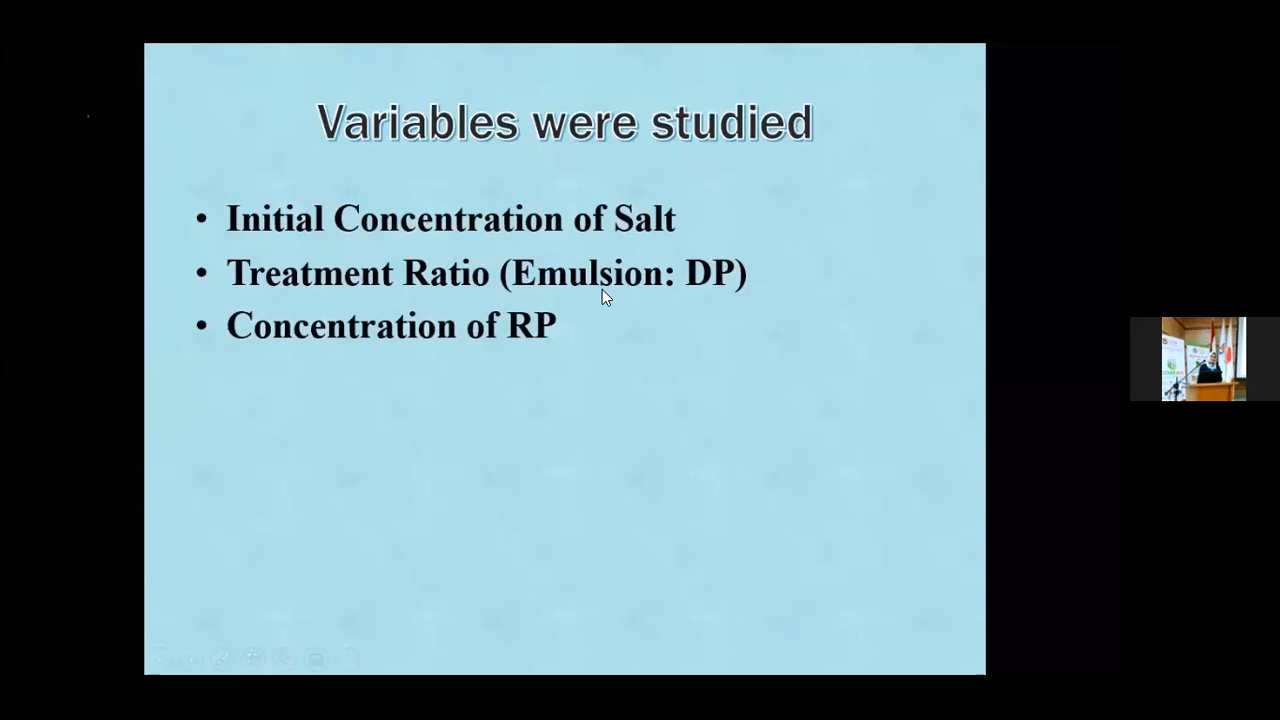 Variables were studied
• Initial Concentration of Salt
• Treatment Ratio (Emulsion: DP)
• Concentration of RP